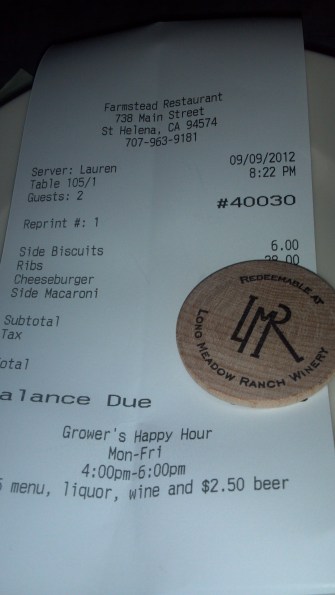 Farmstead Restaurant
738 Main Street
St Helena, CA 94574
707-963-9181
Server: Lauren 09/09/2012
Table 105/1 8:22 PM
Guests: 2
#40030
Reprint #: 1
Side Biscuits 6.00
Ribs 28.00
Cheeseburger
Side Macaroni
Subtotal
Tax
otal
alance Due
Grower's Happy Hour
Mon-Fri
4:00pm-6:00pm
menu, liquor, wine and $2.50 beer
REDEEMABLE AT
LMR
LONG MEADOW RANCH WINERY